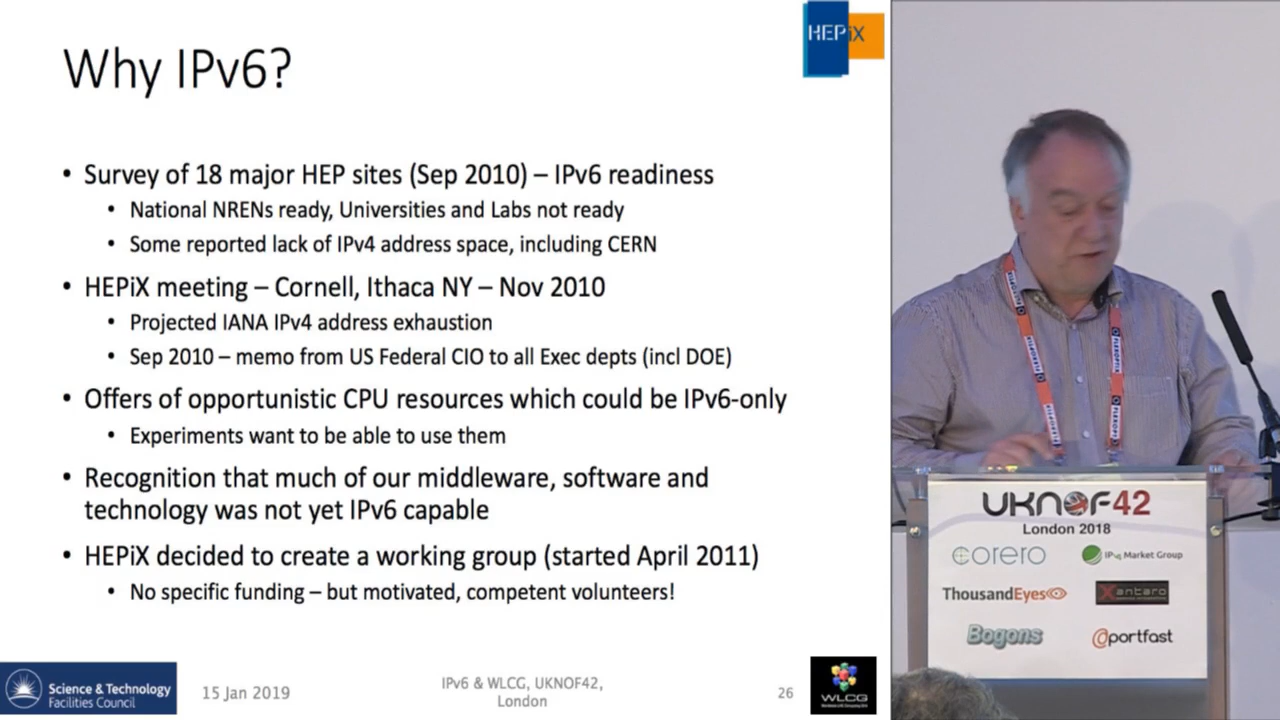 HEPiX
Why IPv6?
• Survey of 18 major HEP sites (Sep 2010) – IPv6 readiness
• National NRENs ready, Universities and Labs not ready
• Some reported lack of IPv4 address space, including CERN
• HEPiX meeting – Cornell, Ithaca NY – Nov 2010
• Projected IANA IPv4 address exhaustion
• Sep 2010 – memo from US Federal CIO to all Exec depts (incl DOE)
• Offers of opportunistic CPU resources which could be IPv6-only
• Experiments want to be able to use them
• Recognition that much of our middleware, software and
technology was not yet IPv6 capable
• HEPiX decided to create a working group (started April 2011)
• No specific funding – but motivated, competent volunteers!
Science & Technology
Facilities Council
15 Jan 2019
IPv6 & WLCG, UKNOF42,
London
26
WLCG
FLEXOPTIX
UKNOF42
London 2018
corero
IPv4 Market Group
ThousandEyes
Xantaro
Bogons
portfast